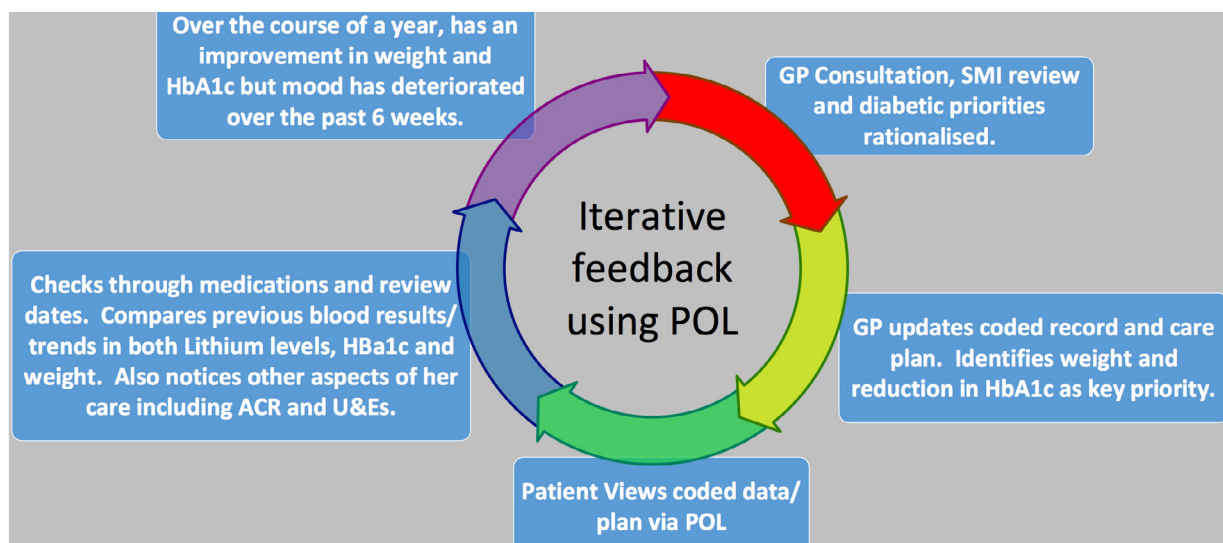 Over the course of a year, has an
improvement in weight and
HbA1c but mood has deteriorated
over the past 6 weeks.
GP Consultation, SMI review
and diabetic priorities
rationalised.
Iterative
feedback
using POL
Checks through medications and review
dates.  Compares previous blood results/
trends in both Lithium levels, HBa1c and
weight.  Also notices other aspects of her
care including ACR and U&Es.
GP updates coded record and care
plan.  Identifies weight and
reduction in HbA1c as key priority.
Patient Views coded data/
plan via POL